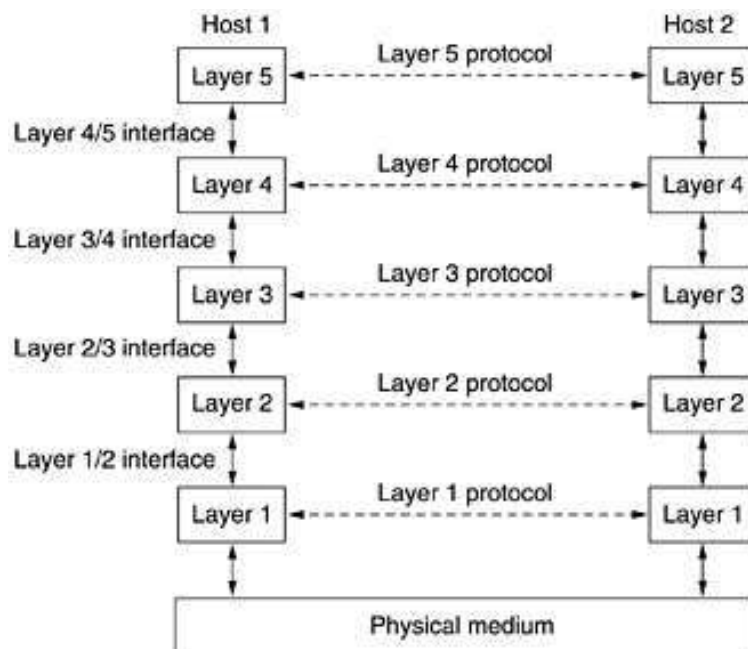 Host 1
Host 2
Layer 5
Layer 5 protocol
Layer 5
Layer 4/5 interface
Layer 4
Layer 4 protocol
Layer 4
Layer 3/4 interface
Layer 3
Layer 3 protocol
Layer 3
Layer 2/3 interface
Layer 2
Layer 2 protocol
Layer 2
Layer 1/2 interface
Layer 1
Layer 1 protocol
Layer 1
Physical medium